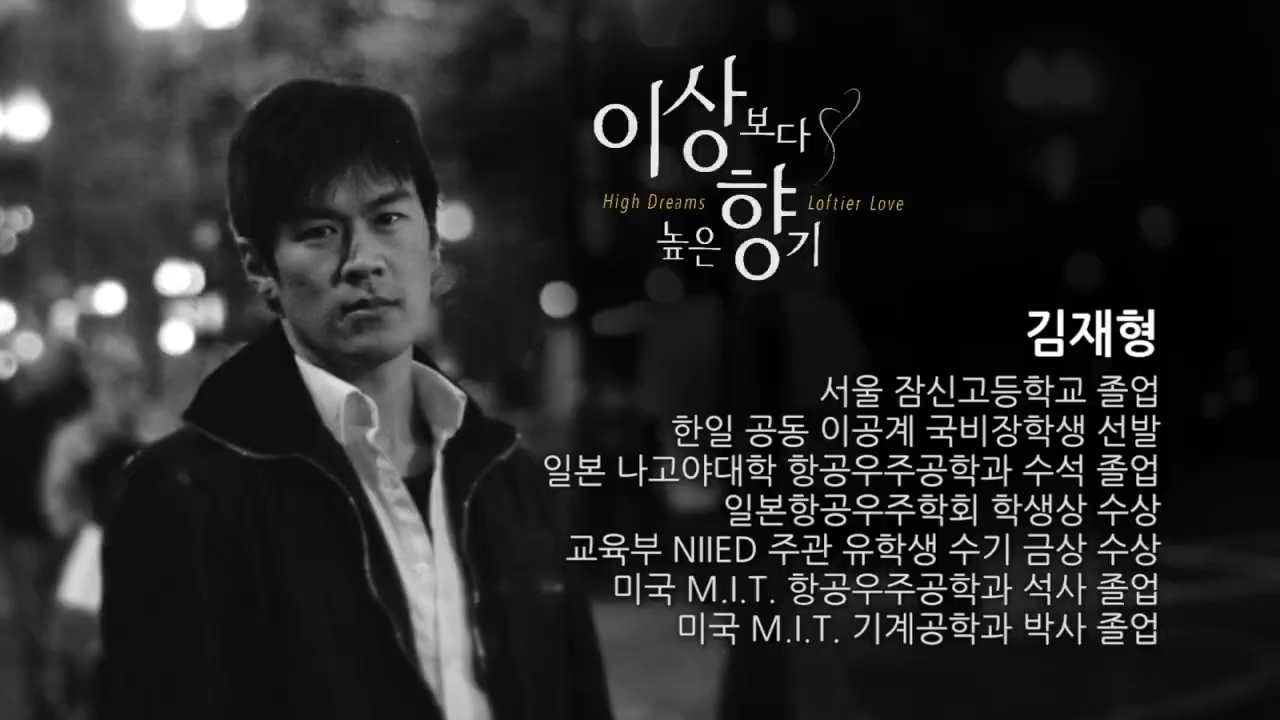 이상보다
High Dreams Loftier Love
높은 향기
김재형
서울 잠신고등학교 졸업
한일 공동 이공계 국비장학생 선발
일본 나고야대학 항공우주공학과 수석 졸업
일본항공우주학회 학생상 수상
교육부 NIIED 주관 유학생 수기 금상 수상
미국 M.I.T. 항공우주공학과 석사 졸업
미국 M.I.T. 기계공학과 박사 졸업